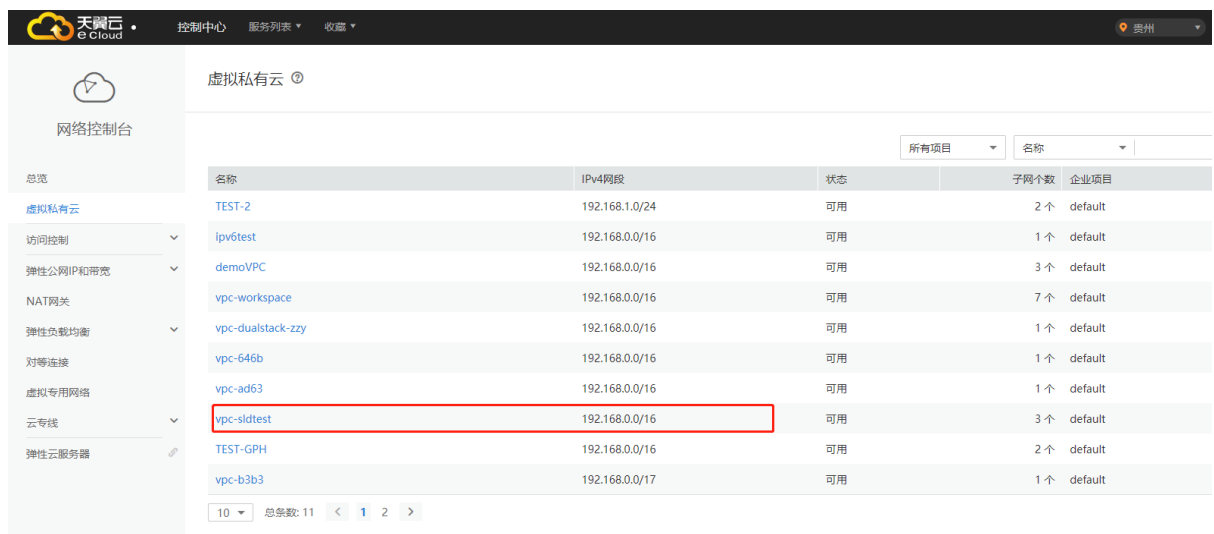 天翼云 控制中心 服务列表 收藏 贵州
e Cloud
虚拟私有云
网络控制台
所有项目 名称
总览
虚拟私有云
访问控制
弹性公网IP和带宽
NAT网关
弹性负载均衡
对等连接
虚拟专用网络
云专线
弹性云服务器
名称 IPv4网段 状态 子网个数 企业项目
TEST-2 192.168.1.0/24 可用 2 个 default
ipv6test 192.168.0.0/16 可用 1 个 default
demoVPC 192.168.0.0/16 可用 3 个 default
vpc-workspace 192.168.0.0/16 可用 7 个 default
vpc-dualstack-zzy 192.168.0.0/16 可用 1 个 default
vpc-646b 192.168.0.0/16 可用 1 个 default
vpc-ad63 192.168.0.0/16 可用 1 个 default
vpc-sldtest 192.168.0.0/16 可用 3 个 default
TEST-GPH 192.168.0.0/16 可用 2 个 default
vpc-b3b3 192.168.0.0/17 可用 1 个 default
10 总条数: 11 < 1 2 >